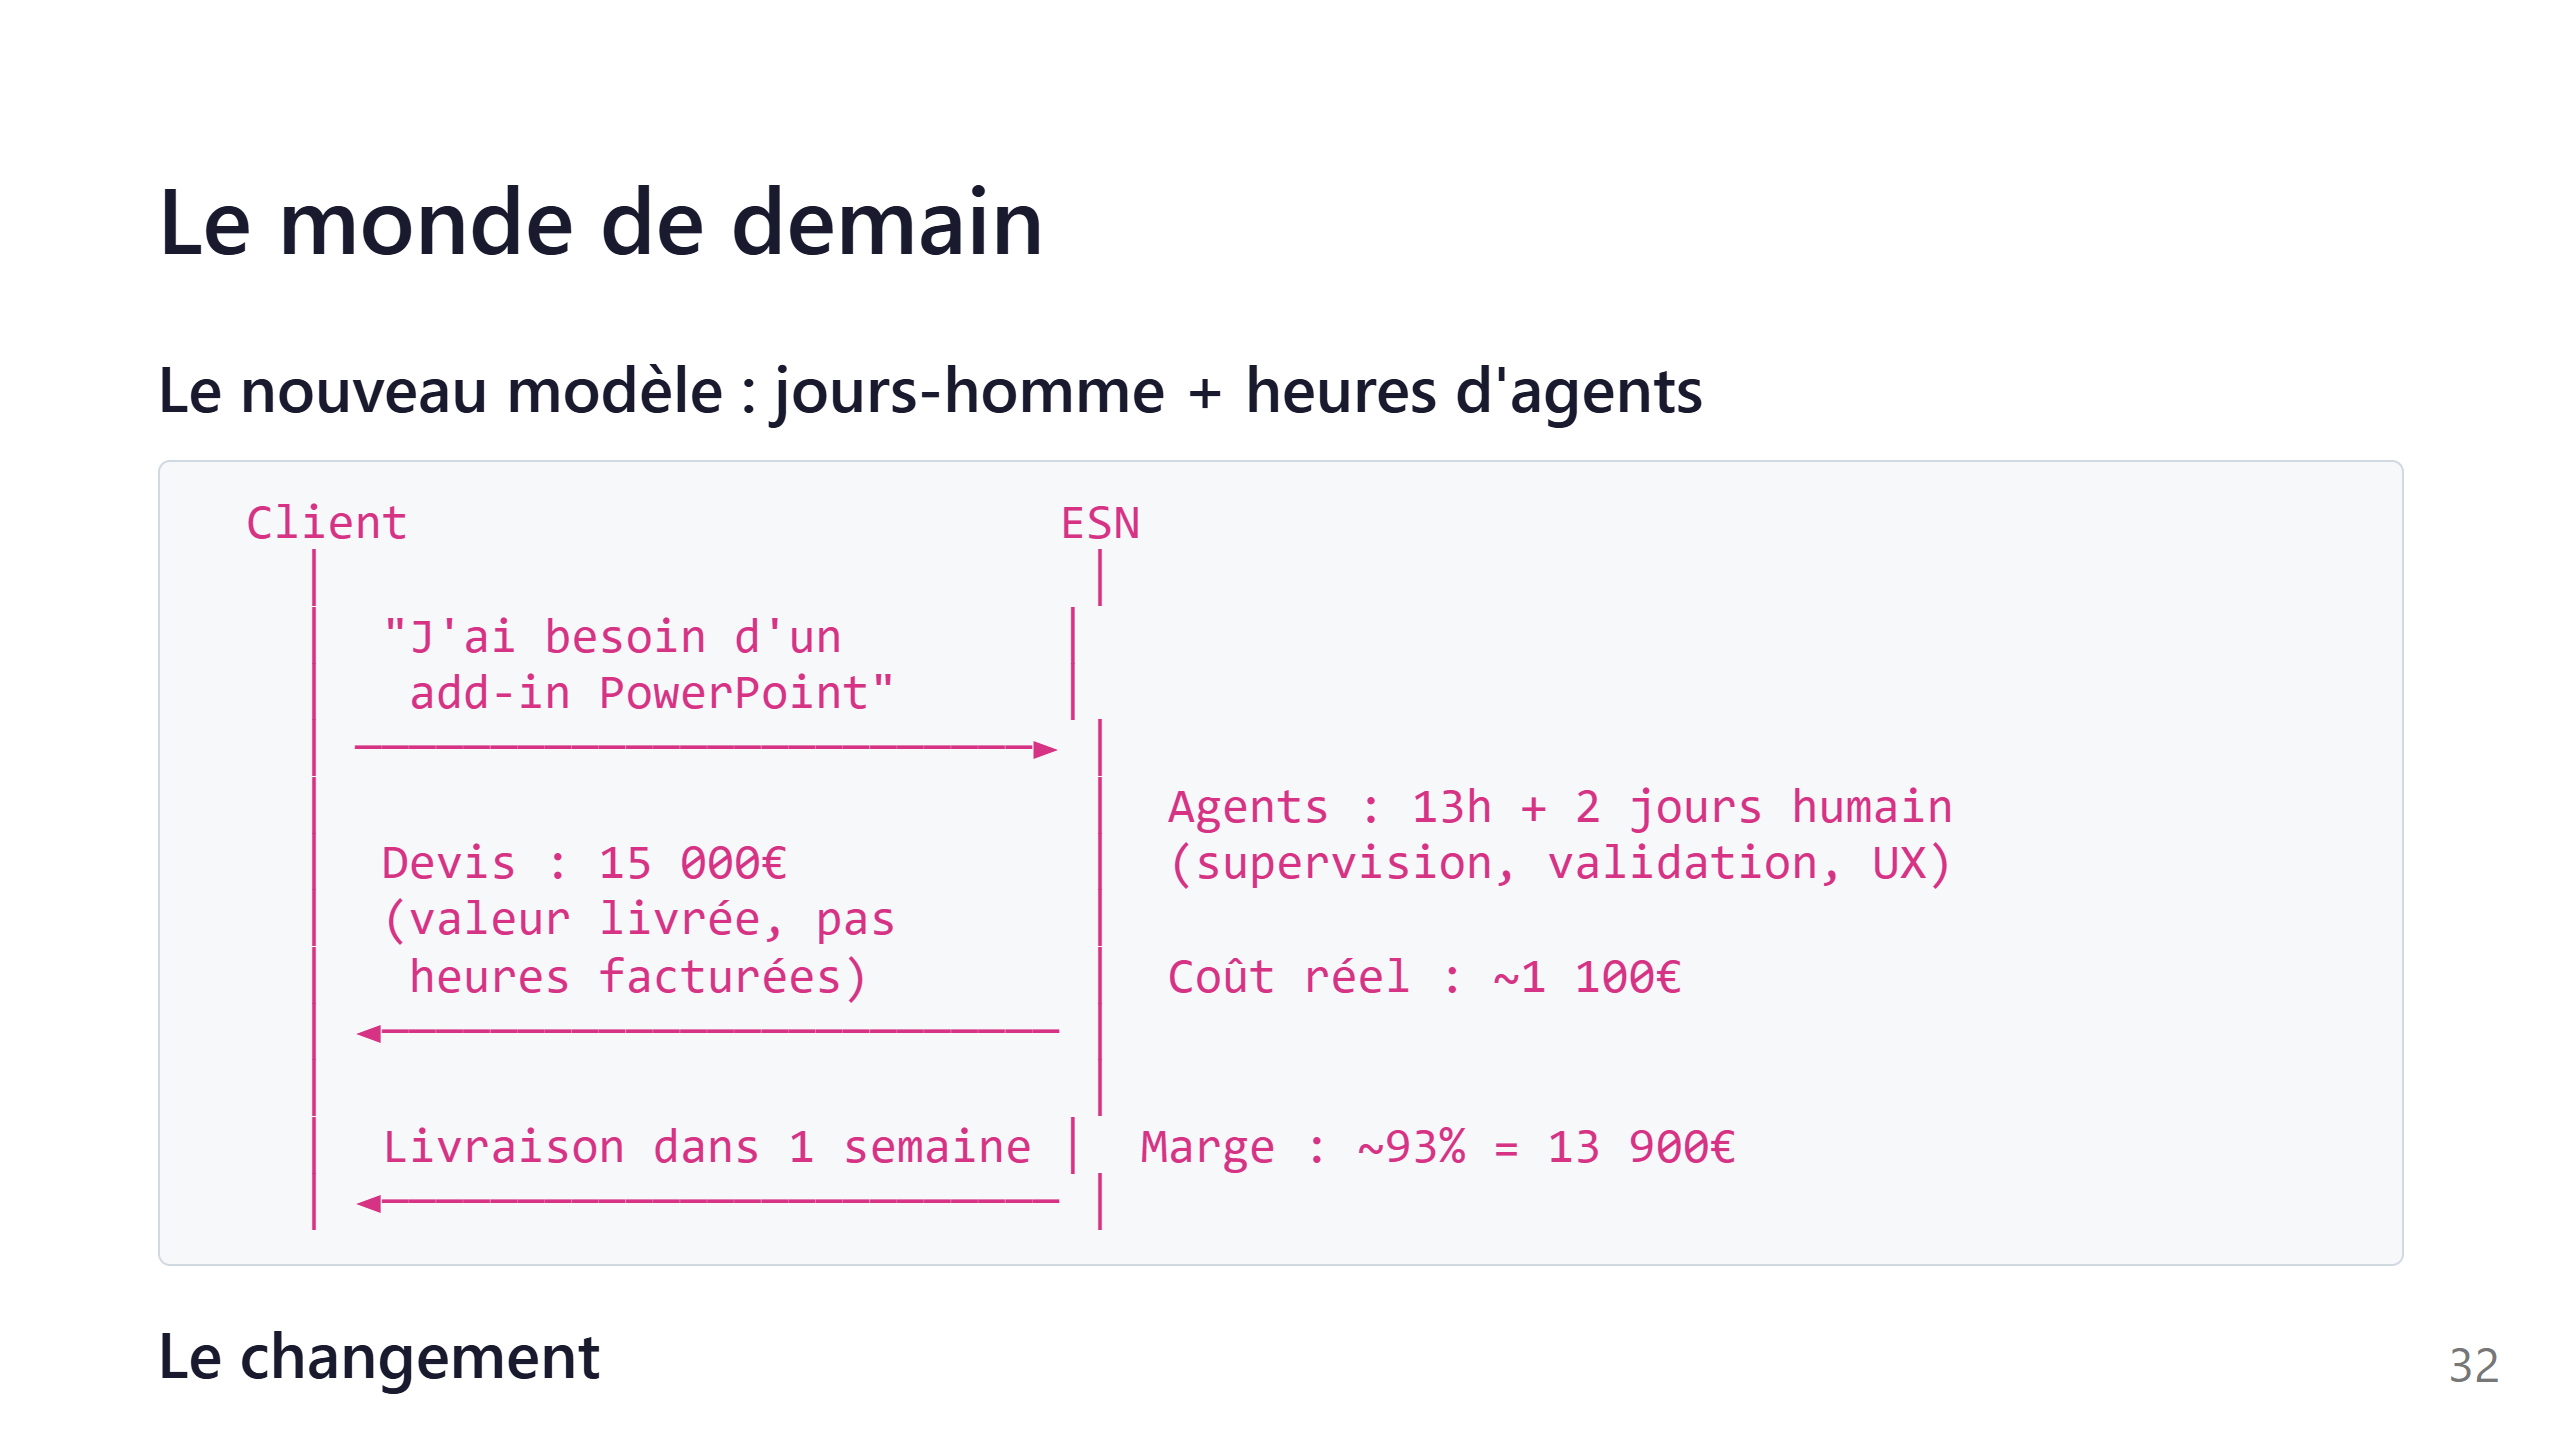 Le monde de demain
Le nouveau modèle : jours-homme + heures d'agents
Client ESN
"J'ai besoin d'un
add-in PowerPoint"
Agents : 13h + 2 jours humain
Devis : 15 000€ (supervision, validation, UX)
(valeur livrée, pas
heures facturées) Coût réel : ~1 100€
Livraison dans 1 semaine Marge : ~93% = 13 900€
Le changement
32